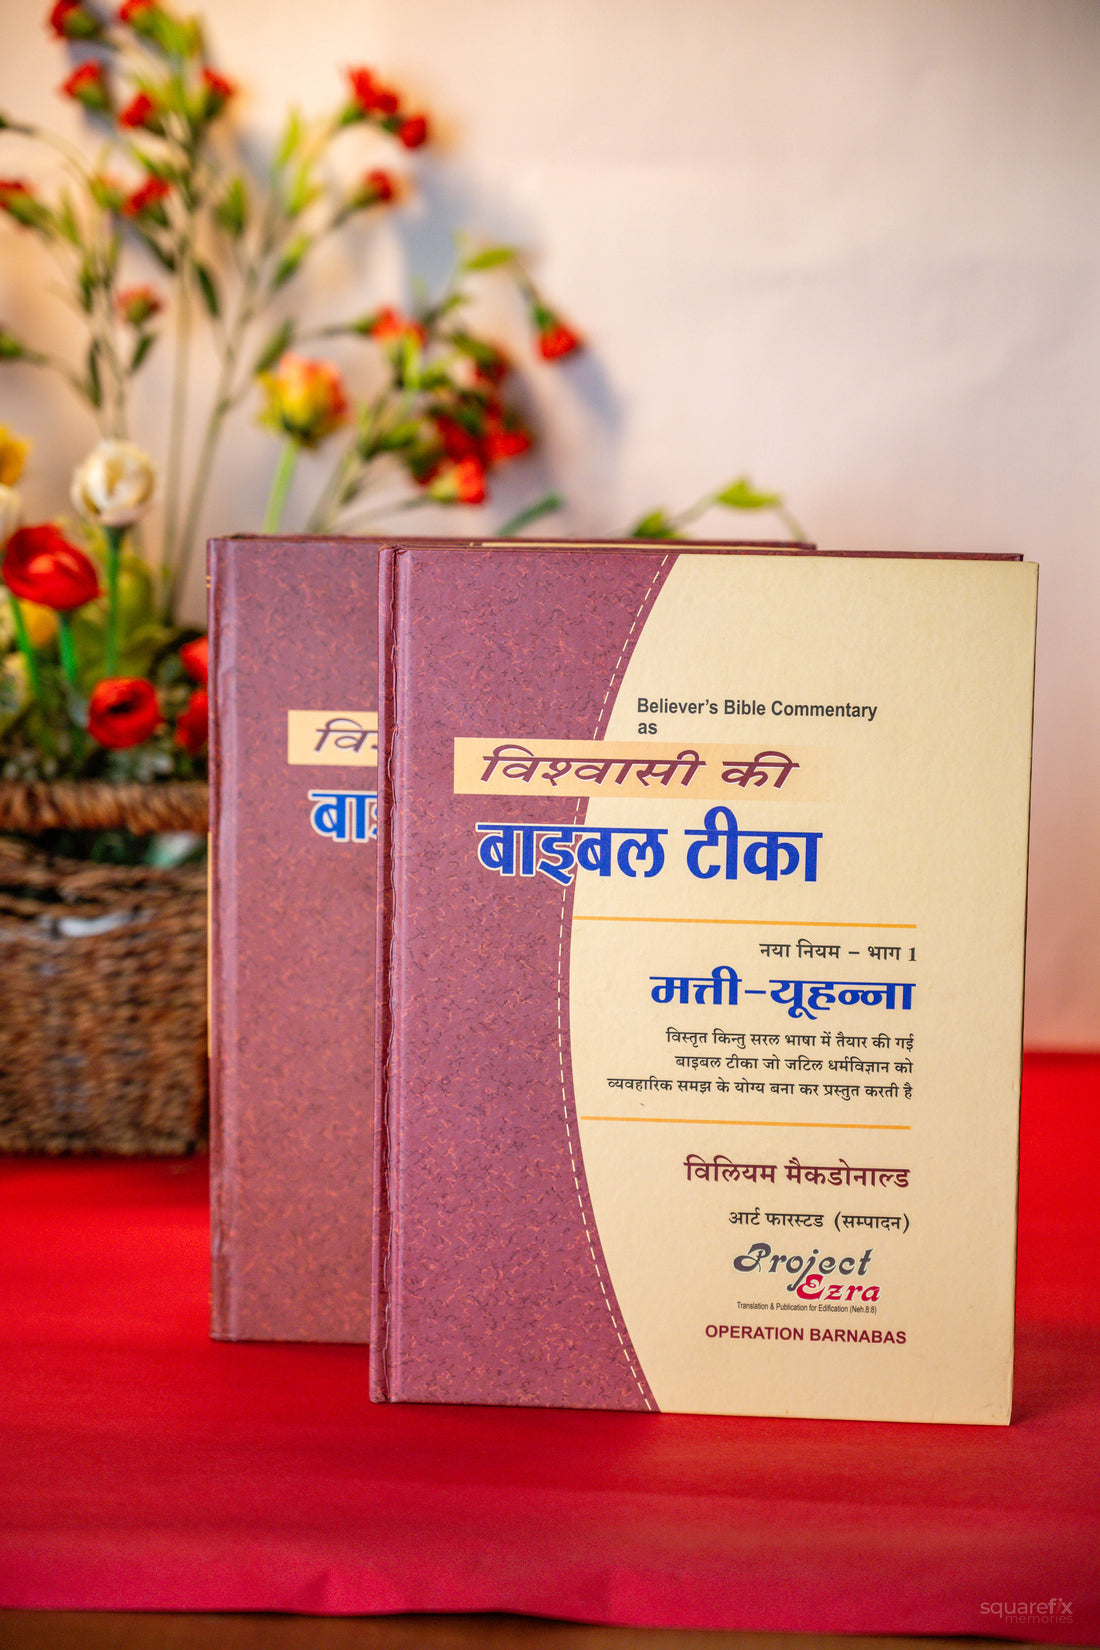 Believer's Bible Commentary
as
विश्वासी की
बाइबल टीका
नया नियम – भाग 1
मत्ती-यूहन्ना
विस्तृत किन्तु सरल भाषा में तैयार की गई
बाइबल टीका जो जटिल धर्मविज्ञान को
व्यवहारिक समझ के योग्य बना कर प्रस्तुत करती है
विलियम मैकडोनाल्ड
आर्ट फारस्टड (सम्पादन)
Project
Ezra
Translation & Publication for Edification (Neh.8:8)
OPERATION BARNABAS
squarefix
memories